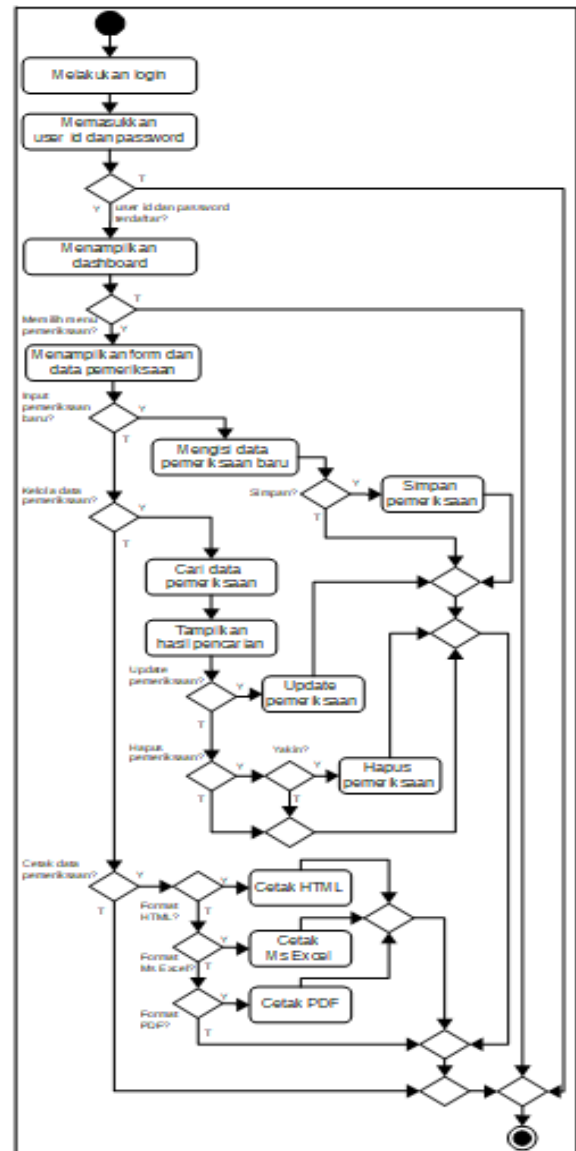 Melakukan login
Memasukkan
user id dan password
T
Y
user id dan password
terdaftar?
Menampilkan
dashboard
T
Memilih menu
pemeriksaan?
Y
Menampilkan form dan
data pemeriksaan
Input
pemeriksaan
baru?
Y
T
Mengisi data
pemeriksaan baru
Simpan?
Y
T
Simpan
pemeriksaan
Kelola data
pemeriksaan?
Y
T
Cari data
pemeriksaan
Tampilkan
hasil pencarian
Update
pemeriksaan?
Y
T
Update
pemeriksaan
Hapus
pemeriksaan?
Y
T
Yakin?
Y
T
Hapus
pemeriksaan
Cetak data
pemeriksaan?
Y
T
Format
HTML?
Y
T
Cetak HTML
Format
Ms Excel?
Y
T
Cetak
Ms Excel
Format
PDF?
Y
T
Cetak PDF